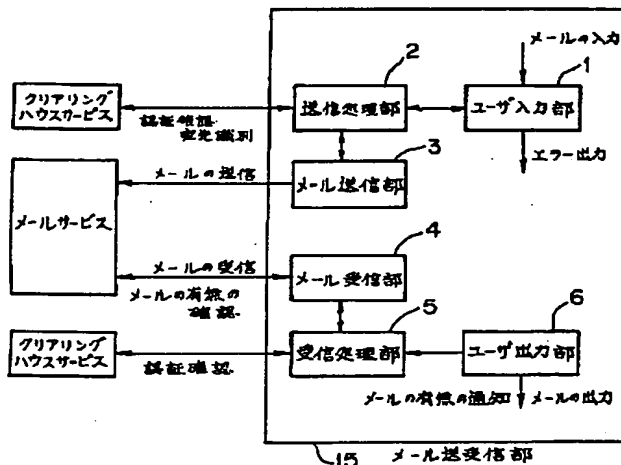 メールの入力
2
1
クリアリング
ハウスサービス
認証確認
宛先識別
送信処理部
ユーザ入力部
3
エラー出力
メールの送信
メール送信部
メールサービス
4
メールの受信
メール受信部
メールの有無の
確認
5
6
クリアリング
ハウスサービス
認証確認
受信処理部
ユーザ出力部
メールの有無の通知
メールの出力
15
メール送受信部